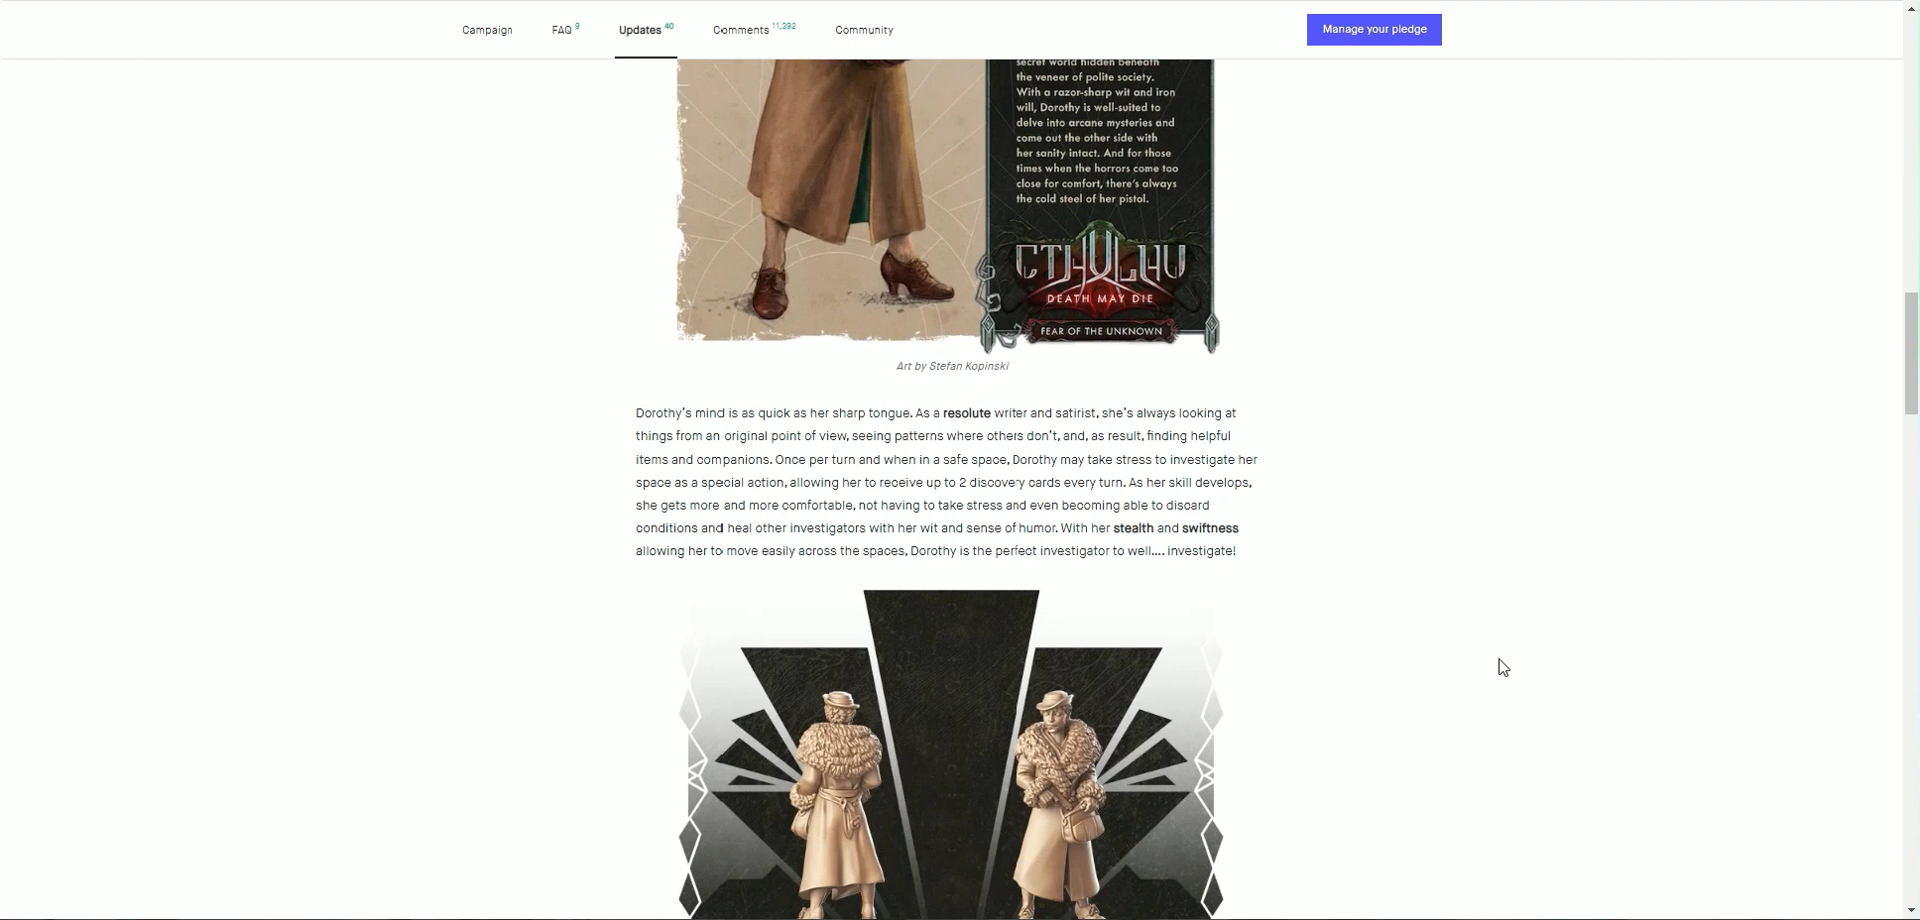 Campaign
FAQ 9
Updates 40
Comments 11,392
Community
Manage your pledge
secret world hidden beneath
the veneer of polite society.
With a razor-sharp wit and iron
will, Dorothy is well-suited to
delve into arcane mysteries and
come out the other side with
her sanity intact. And for those
times when the horrors come too
close for comfort, there's always
the cold steel of her pistol.
CTHULHU
DEATH MAY DIE
FEAR OF THE UNKNOWN
Art by Stefan Kopinski
Dorothy's mind is as quick as her sharp tongue. As a resolute writer and satirist, she's always looking at
things from an original point of view, seeing patterns where others don't, and, as result, finding helpful
items and companions. Once per turn and when in a safe space, Dorothy may take stress to investigate her
space as a special action, allowing her to receive up to 2 discovery cards every turn. As her skill develops,
she gets more and more comfortable, not having to take stress and even becoming able to discard
conditions and heal other investigators with her wit and sense of humor. With her stealth and swiftness
allowing her to move easily across the spaces, Dorothy is the perfect investigator to well.... investigate!